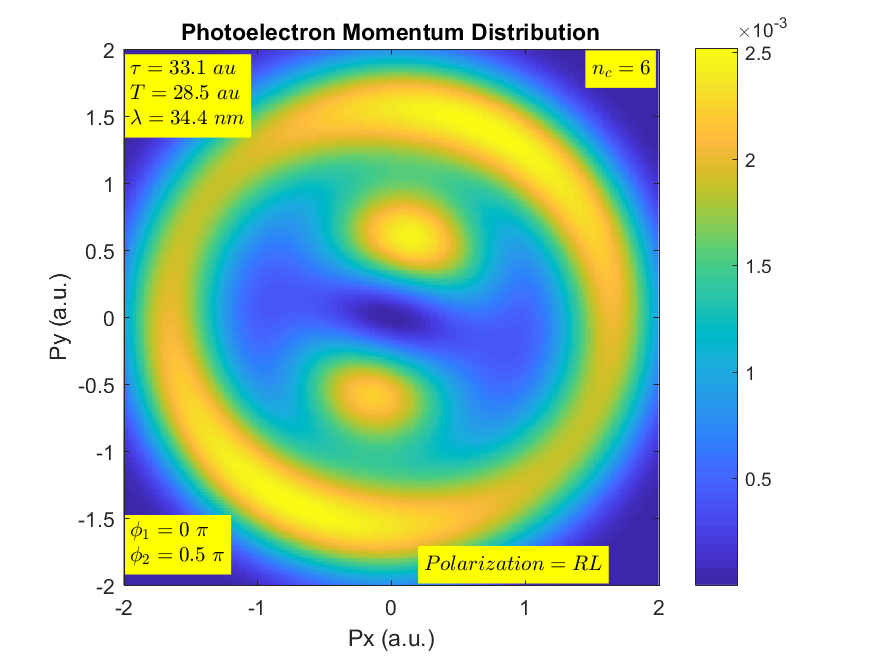 Photoelectron Momentum Distribution
×10⁻³
τ = 33.1 au
T = 28.5 au
λ = 34.4 nm
n_c = 6
2
1.5
1
0.5
0
-0.5
-1
-1.5
-2
Py (a.u.)
2.5
2
1.5
1
0.5
ϕ₁ = 0 π
ϕ₂ = 0.5 π
Polarization = RL
-2 -1 0 1 2
Px (a.u.)